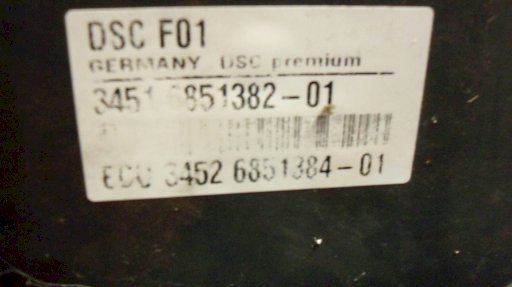 DSC F01
GERMANY DSC premium
3451 6851382-01
ECU 3452 6851384-01